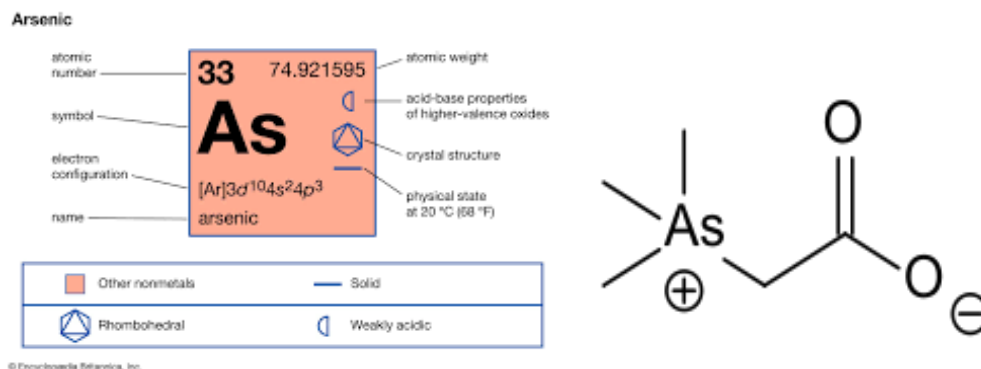 Arsenic
atomic
number
33
74.921595
atomic weight
symbol
As
acid-base properties
of higher-valence oxides
crystal structure
electron
configuration
[Ar]3d¹⁰4s²4p³
physical state
at 20 °C (68 °F)
name
arsenic
Other nonmetals
Solid
Rhombohedral
Weakly acidic
© Encyclopædia Britannica, Inc.
O
As
+
O
−